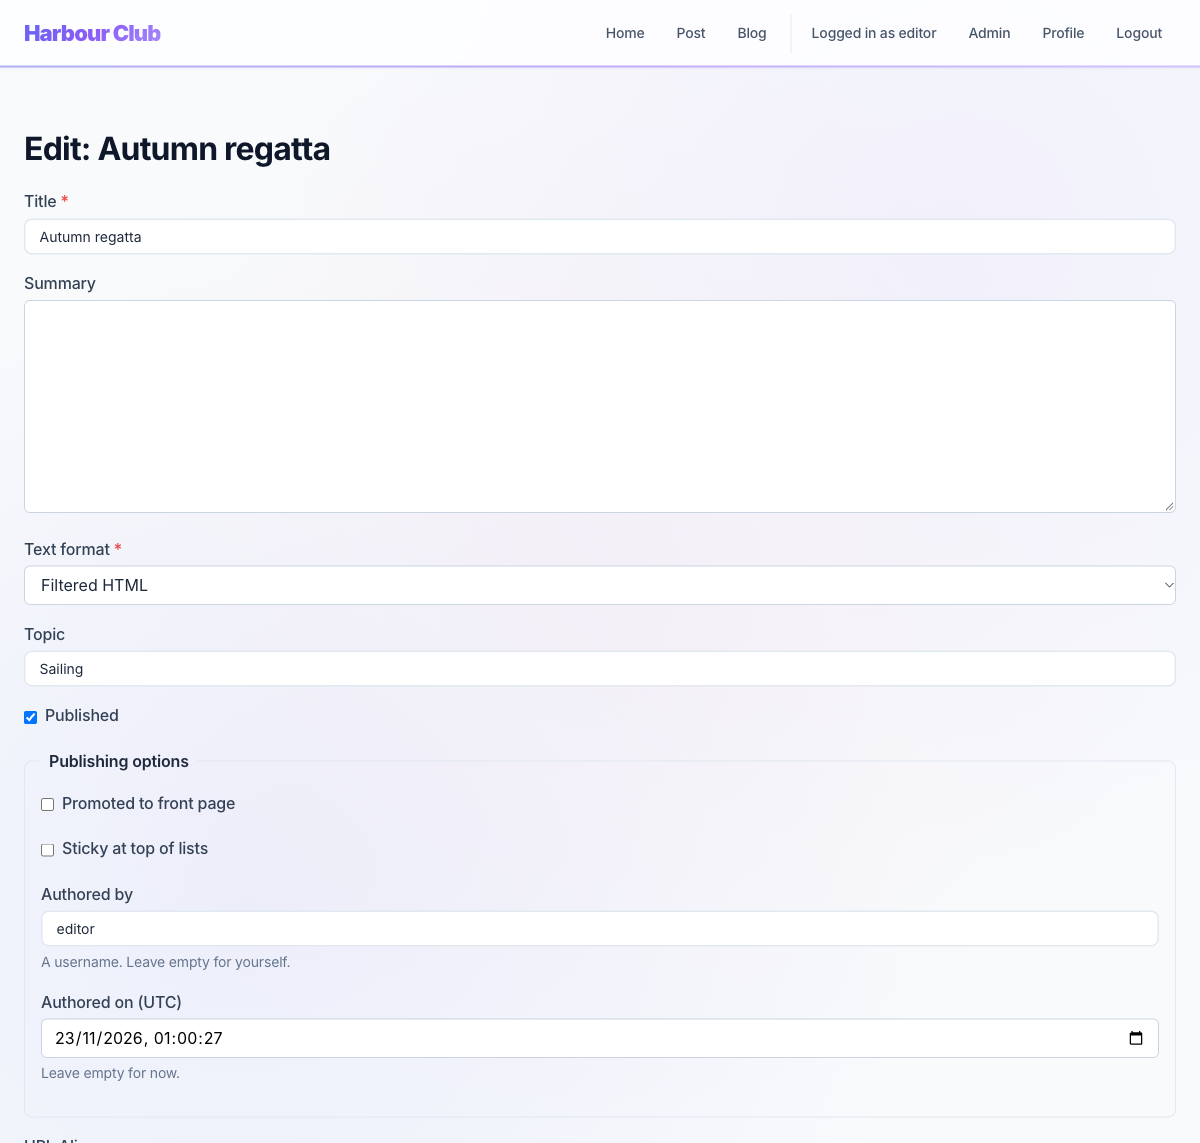 Harbour Club
Home
Post
Blog
Logged in as editor
Admin
Profile
Logout
Edit: Autumn regatta
Title *
Autumn regatta
Summary
Text format *
Filtered HTML
Topic
Sailing
Published
Publishing options
Promoted to front page
Sticky at top of lists
Authored by
editor
A username. Leave empty for yourself.
Authored on (UTC)
23/11/2026, 01:00:27
Leave empty for now.